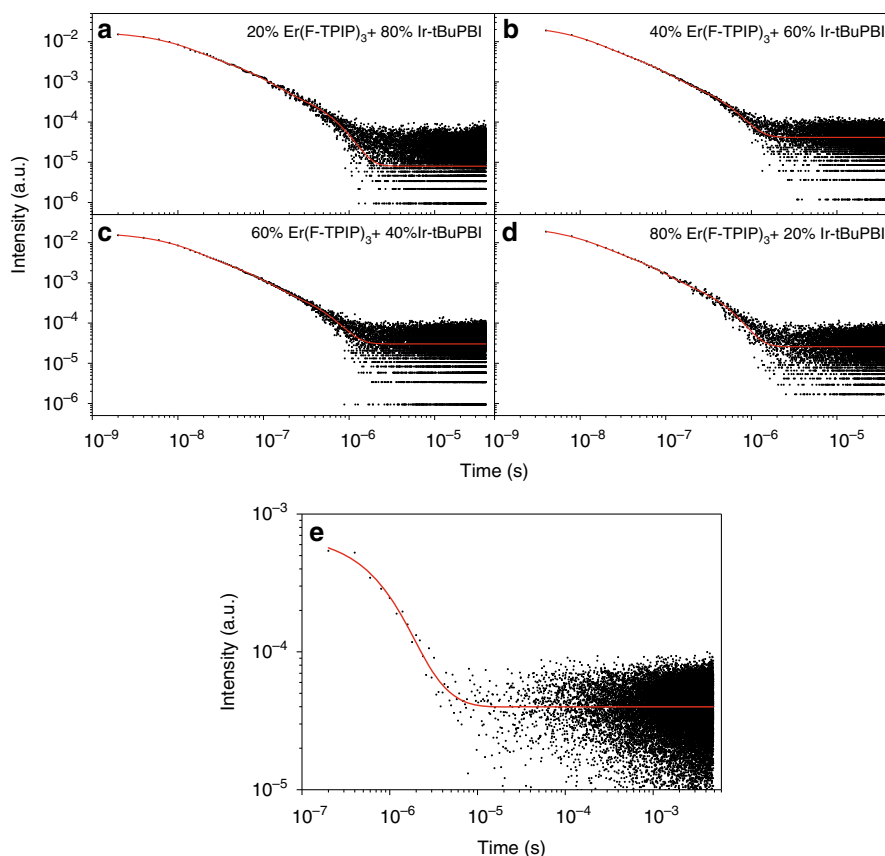 a
20% Er(F-TPIP)₃+ 80% Ir-tBuPBI
b
40% Er(F-TPIP)₃+ 60% Ir-tBuPBI
c
60% Er(F-TPIP)₃+ 40%Ir-tBuPBI
d
80% Er(F-TPIP)₃+ 20% Ir-tBuPBI
10⁻²
10⁻³
10⁻⁴
10⁻⁵
10⁻⁶
10⁻²
10⁻³
10⁻⁴
10⁻⁵
10⁻⁶
Intensity (a.u.)
10⁻⁹
10⁻⁸
10⁻⁷
10⁻⁶
10⁻⁵
10⁻⁹
10⁻⁸
10⁻⁷
10⁻⁶
10⁻⁵
Time (s)
e
10⁻³
10⁻⁴
10⁻⁵
Intensity (a.u.)
10⁻⁷
10⁻⁶
10⁻⁵
10⁻⁴
10⁻³
Time (s)